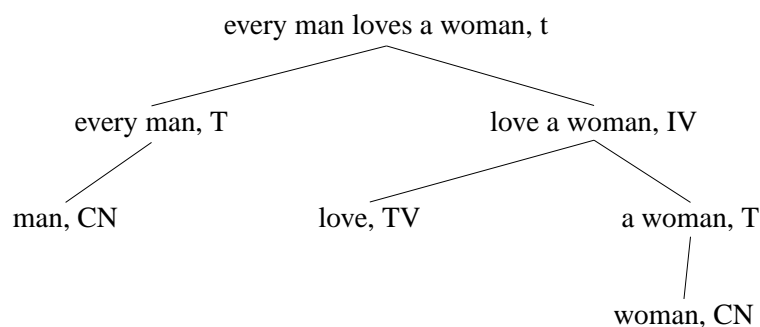 every man loves a woman, t
every man, T love a woman, IV
man, CN love, TV a woman, T
woman, CN